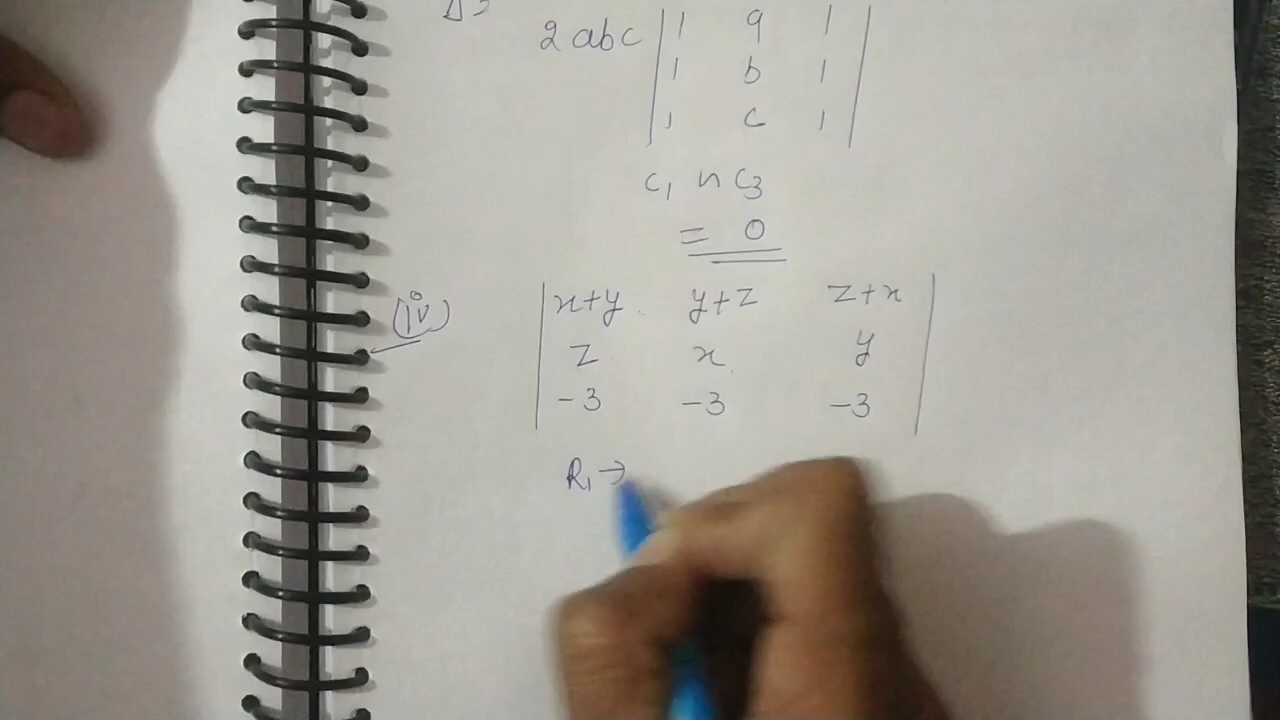 2abc | 1 a 1 |
| 1 b 1 |
| 1 c 1 |
C₁ n C₃
= 0
(iv) | x+y y+z z+x |
| z x y |
| -3 -3 -3 |
R₁ →